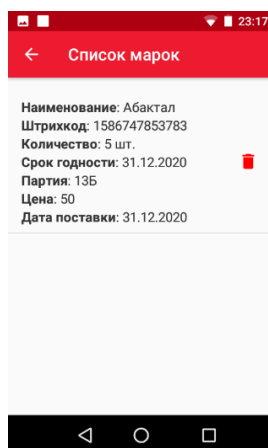 23:17
Список марок
Наименование: Абактал
Штрихкод: 1586747853783
Количество: 5 шт.
Срок годности: 31.12.2020
Партия: 13Б
Цена: 50
Дата поставки: 31.12.2020